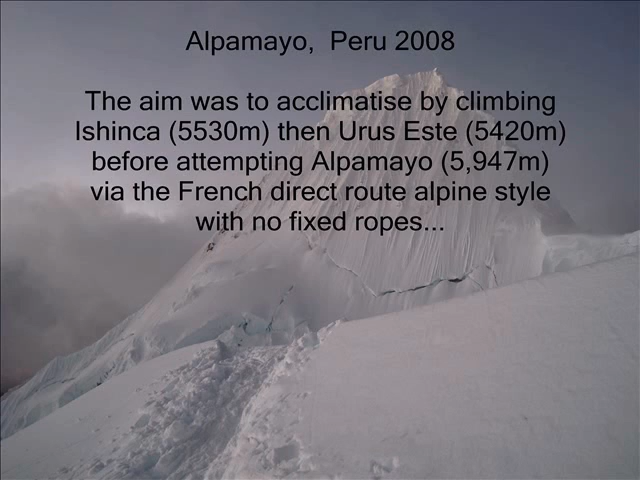 Alpamayo, Peru 2008
The aim was to acclimatise by climbing
Ishinca (5530m) then Urus Este (5420m)
before attempting Alpamayo (5,947m)
via the French direct route alpine style
with no fixed ropes...